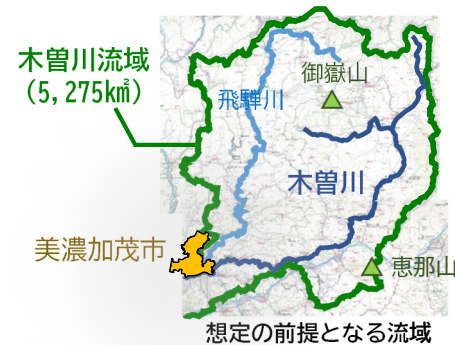 木曽川流域
（5,275㎢）
御嶽山
飛騨川
木曽川
美濃加茂市
恵那山
想定の前提となる流域